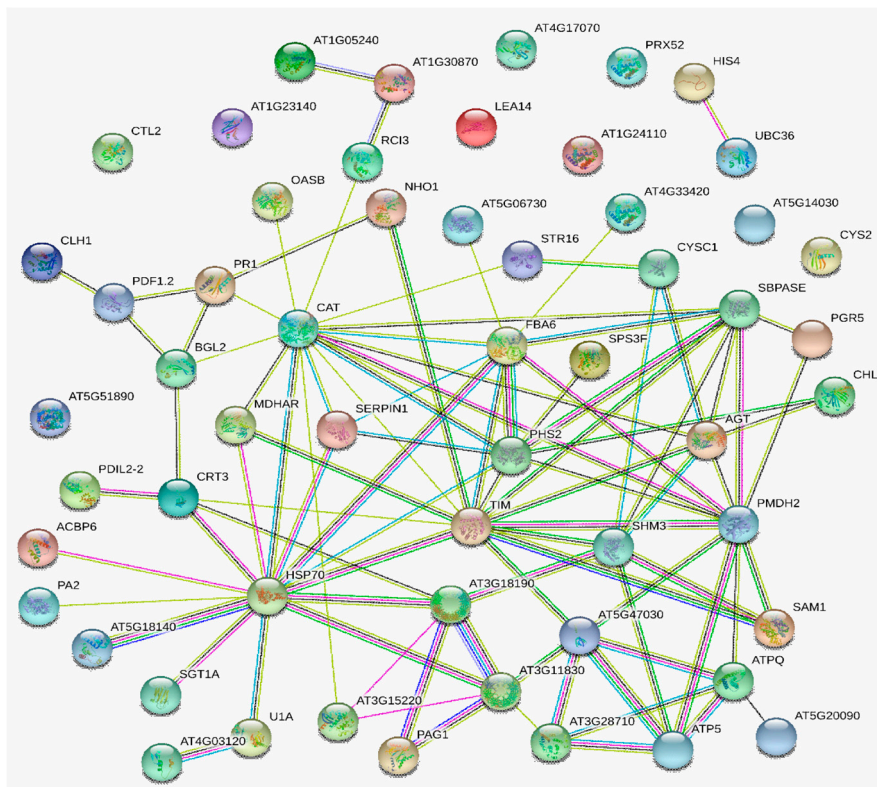 AT4G17070
AT1G05240
PRX52
AT1G30870
HIS4
AT1G23140
LEA14
CTL2
RCI3
AT1G24110
UBC36
OASB
NHO1
AT4G33420
AT5G06730
AT5G14030
CLH1
STR16
CYSC1
CYS2
PR1
PDF1.2
SBPASE
CAT
FBA6
PGR5
SPS3F
BGL2
CHL
AT5G51890
MDHAR
SERPIN1
AGT
PHS2
PDIL2-2
CRT3
TIM
PMDH2
ACBP6
SHM3
HSP70
AT3G18190
PA2
SAM1
AT5G18140
AT5G47030
ATPQ
SGT1A
AT3G11830
AT3G15220
U1A
AT3G28710
AT5G20090
AT4G03120
PAG1
ATP5